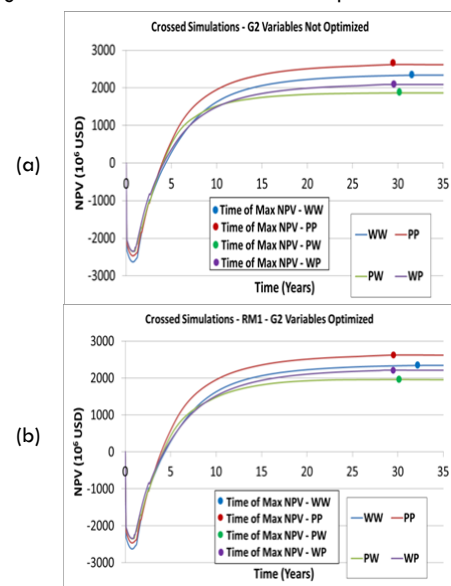 Crossed Simulations - G2 Variables Not Optimized
3000
2000
1000
0
-1000
-2000
-3000
NPV (10⁶ USD)
0 5 10 15 20 25 30 35
Time of Max NPV - WW
Time of Max NPV - PP
Time of Max NPV - PW
Time of Max NPV - WP
WW PP
PW WP
Time (Years)
(a)
Crossed Simulations - RM1 - G2 Variables Optimized
3000
2000
1000
0
-1000
-2000
-3000
NPV (10⁶ USD)
0 5 10 15 20 25 30 35
Time of Max NPV - WW
Time of Max NPV - PP
Time of Max NPV - PW
Time of Max NPV - WP
WW PP
PW WP
Time (Years)
(b)